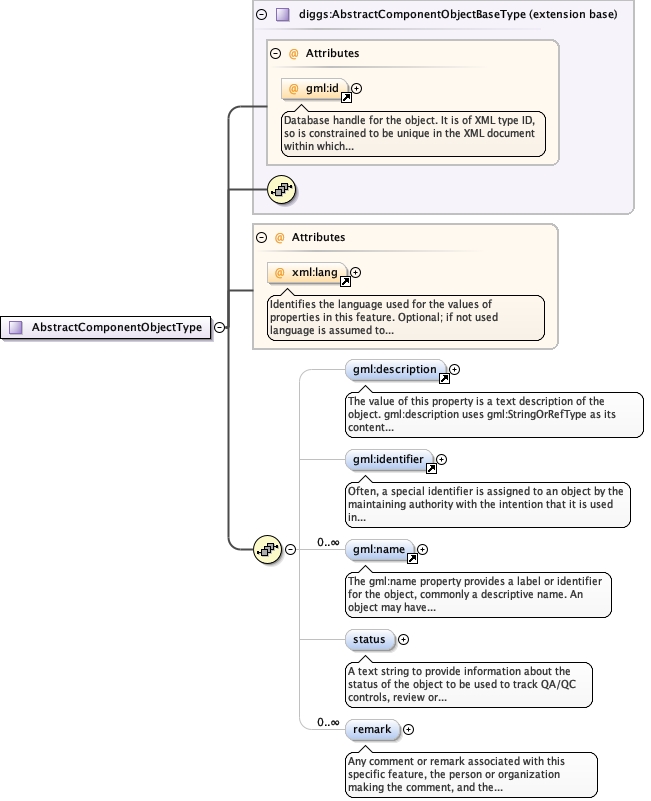 diggs:AbstractComponentObjectBaseType (extension base)
@ Attributes
@ gml:id
Database handle for the object. It is of XML type ID,
so is constrained to be unique in the XML document
within which...
@ Attributes
@ xml:lang
Identifies the language used for the values of
properties in this feature. Optional; if not used
language is assumed to...
AbstractComponentObjectType
gml:description
The value of this property is a text description of the
object. gml:description uses gml:StringOrRefType as its
content...
gml:identifier
Often, a special identifier is assigned to an object by the
maintaining authority with the intention that it is used
in...
0..∞
gml:name
The gml:name property provides a label or identifier
for the object, commonly a descriptive name. An
object may have...
status
A text string to provide information about the
status of the object to be used to track QA/QC
controls, review or...
0..∞
remark
Any comment or remark associated with this
specific feature, the person or organization
making the comment, and the...